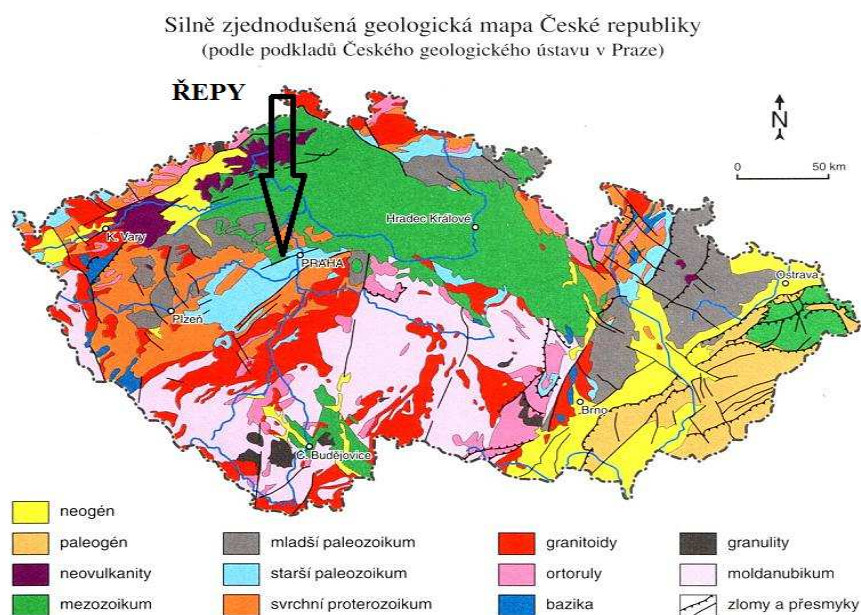 Silně zjednodušená geologická mapa České republiky
(podle podkladů Českého geologického ústavu v Praze)
ŘEPY
N
0 50 km
Hradec Králové
K. Vary
PRAHA
Ostrava
Plzeň
Brno
Č. Budějovice
neogén
paleogén
neovulkanity
mezozoikum
mladší paleozoikum
starší paleozoikum
svrchní proterozoikum
granitoidy
ortoruly
bazika
granulity
moldanubikum
zlomy a přesmyky